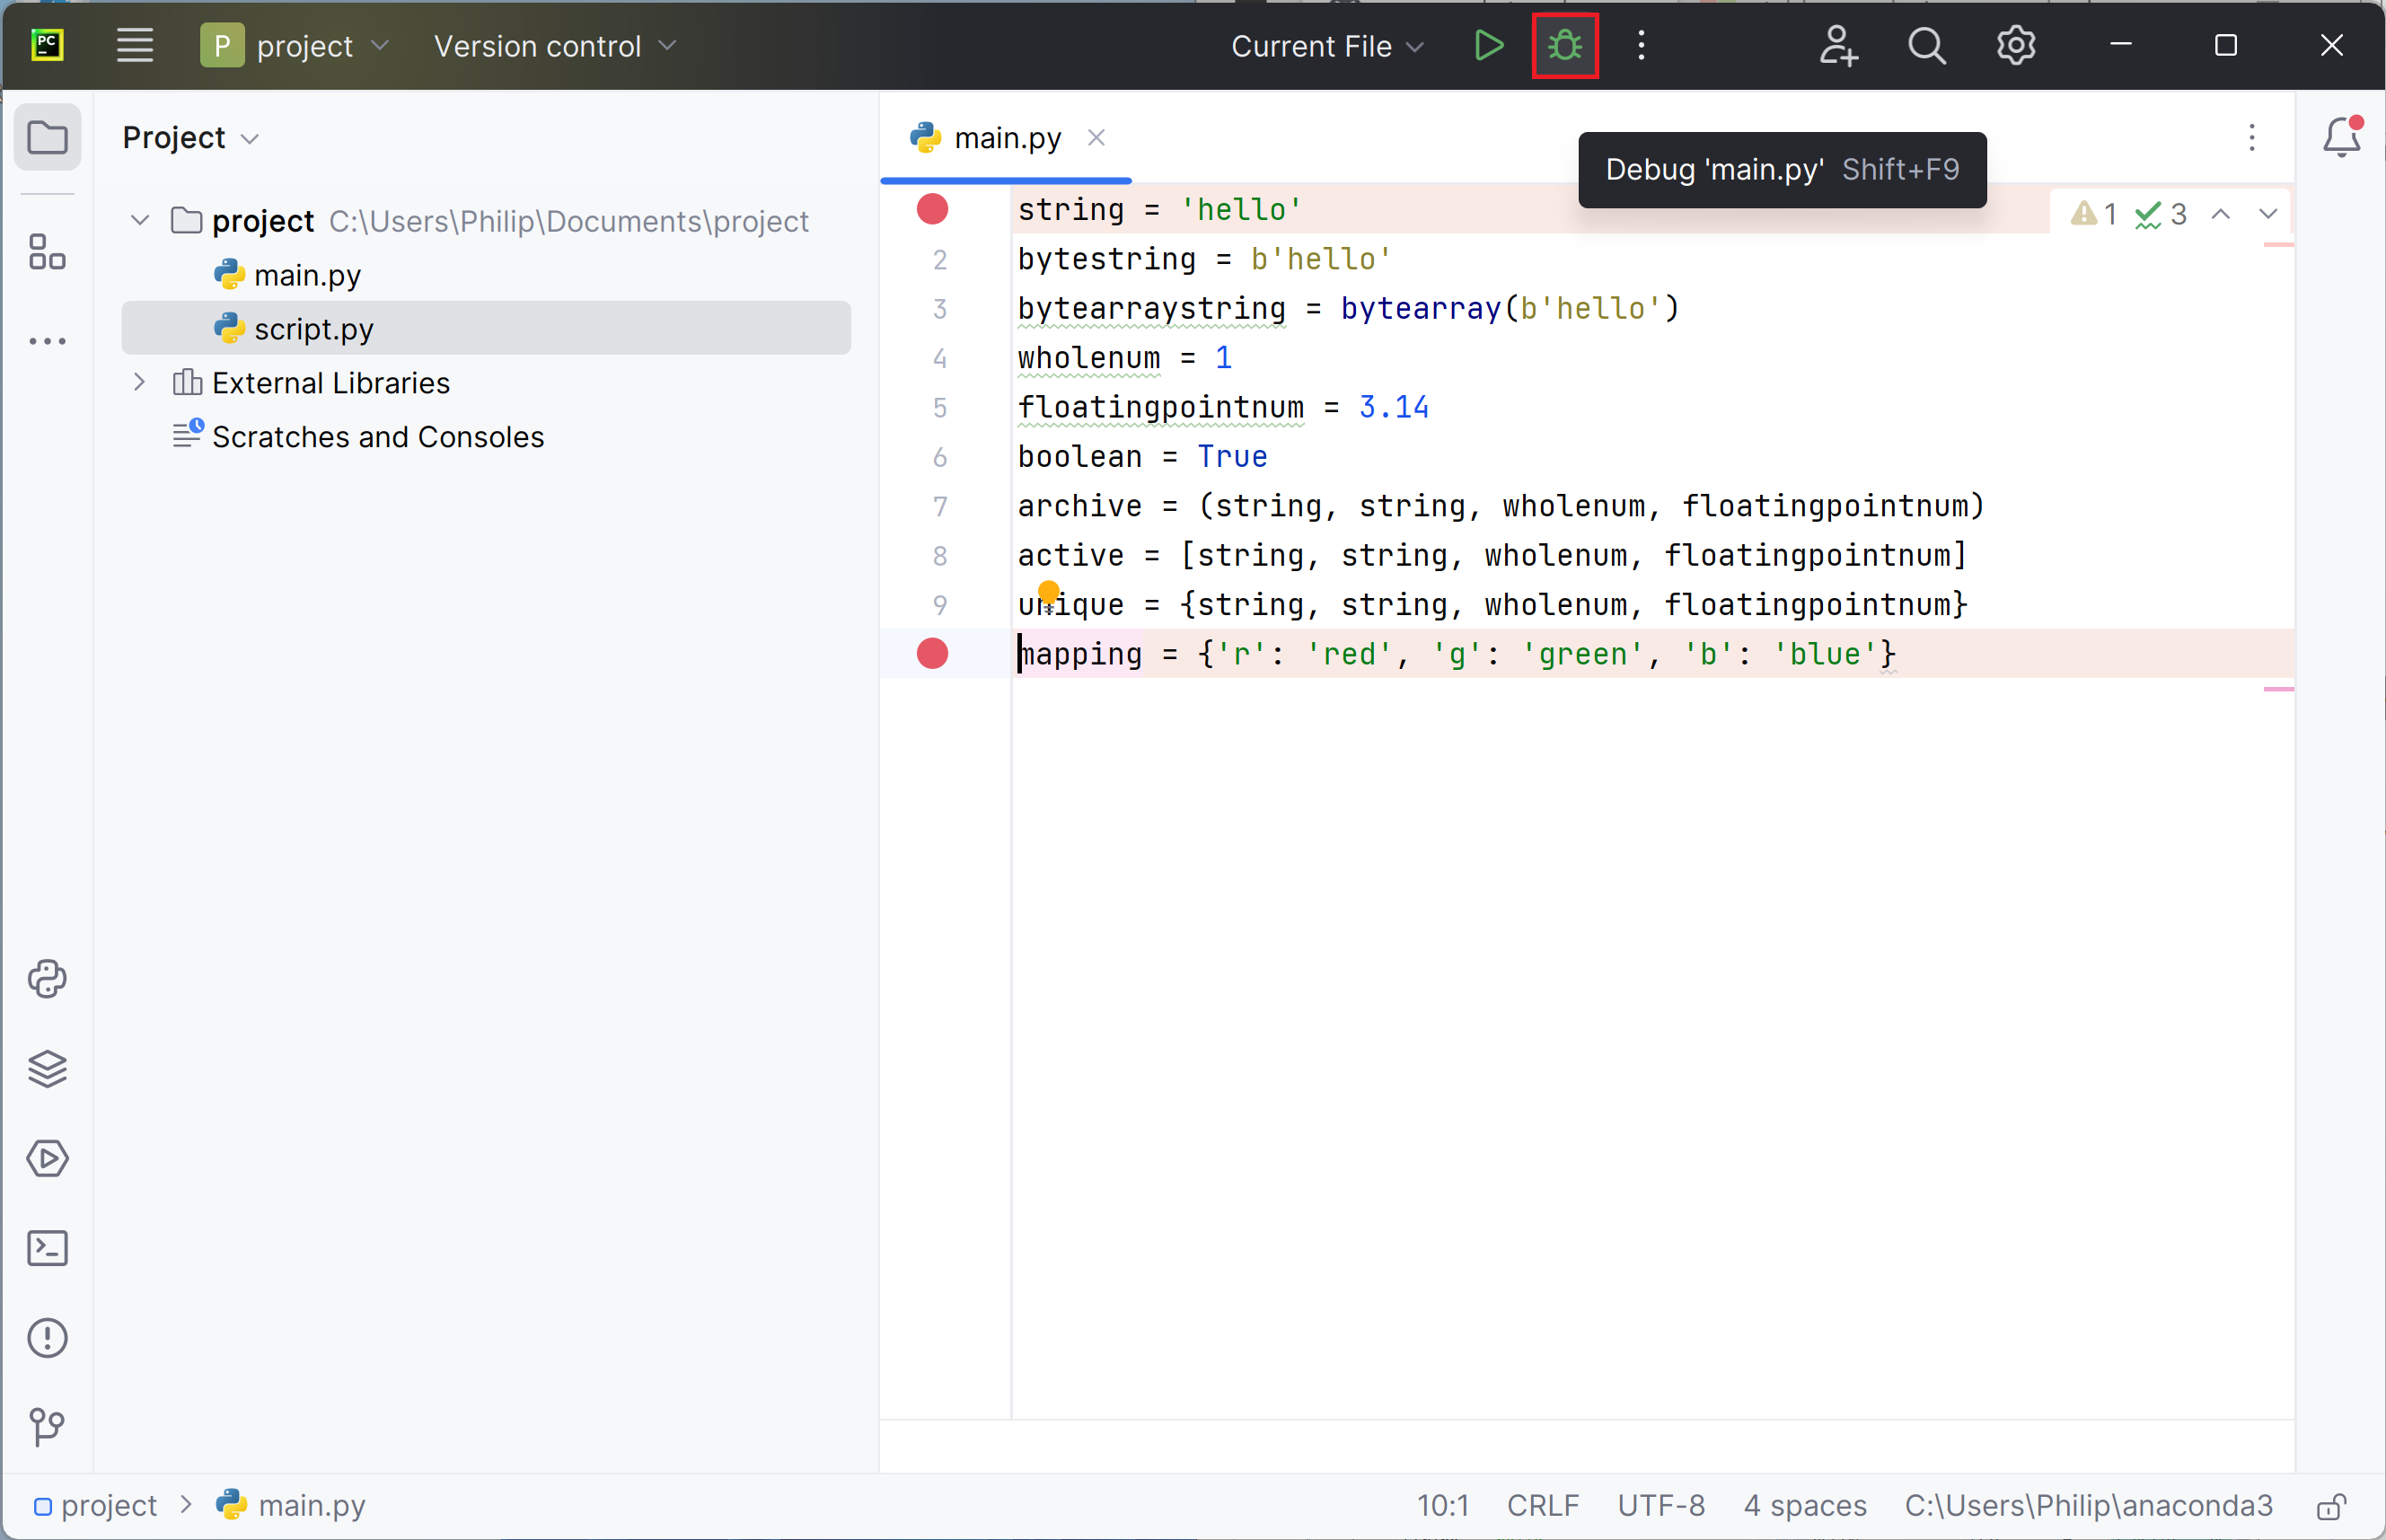 PC
P project Version control Current File
Project
main.py
Debug 'main.py' Shift+F9
project C:\Users\Philip\Documents\project
main.py
script.py
External Libraries
Scratches and Consoles
1 3
string = 'hello'
2 bytestring = b'hello'
3 bytearraystring = bytearray(b'hello')
4 wholenum = 1
5 floatingpointnum = 3.14
6 boolean = True
7 archive = (string, string, wholenum, floatingpointnum)
8 active = [string, string, wholenum, floatingpointnum]
9 unique = {string, string, wholenum, floatingpointnum}
mapping = {'r': 'red', 'g': 'green', 'b': 'blue'}
project > main.py
10:1 CRLF UTF-8 4 spaces C:\Users\Philip\anaconda3